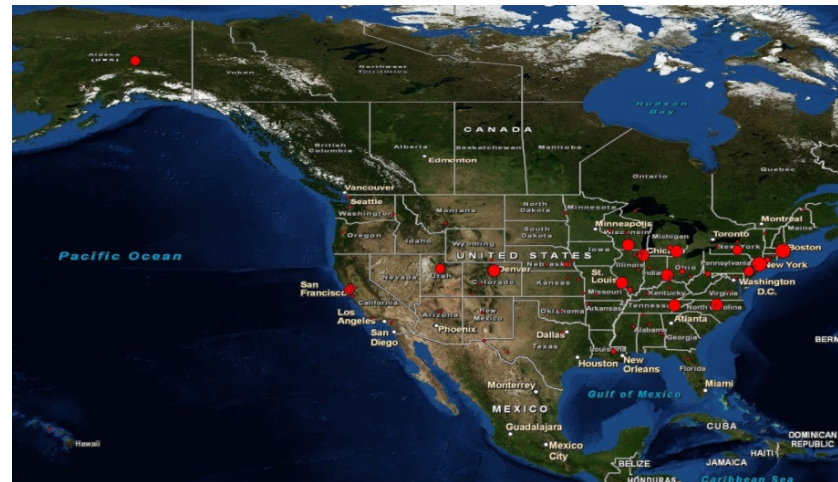 Alaska
(USA)
Yukon
Northwest
Territories
Hudson
Bay
CANADA
British
Columbia
Alberta
Saskatchewan
Manitoba
Ontario
Quebec
Edmonton
Vancouver
Seattle
Washington
Montana
North
Dakota
Minnesota
Minneapolis
Wisconsin
Michigan
Toronto
Montreal
Maine
Oregon
Idaho
Wyoming
South
Dakota
Iowa
Chic
New York
Boston
Pacific Ocean
UNITED STATES
Nebraska
Illinois
Indiana
Ohio
Pennsylvania
New York
Nevada
Utah
Denver
Colorado
Kansas
St.
Louis
Missouri
Kentucky
Virginia
Washington
D.C.
San
Francisco
California
Los
Angeles
San
Diego
Arizona
Phoenix
New
Mexico
Oklahoma
Arkansas
Tennessee
North Carolina
Atlanta
Dallas
Texas
Alabama
Georgia
Louisiana
Houston
New
Orleans
Florida
BERM
Monterrey
Gulf of Mexico
Miami
MEXICO
Hawaii
Guadalajara
Mexico
City
CUBA
DOMINICAN
REPUBLIC
HAITI
JAMAICA
BELIZE
HONDURAS
Caribbean Sea